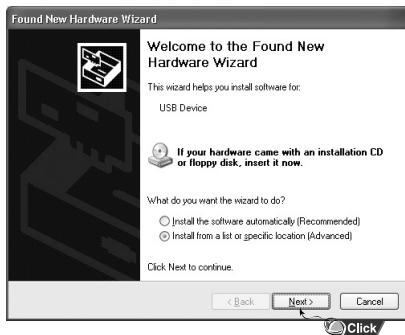 Found New Hardware Wizard
Welcome to the Found New
Hardware Wizard
This wizard helps you install software for:
USB Device
If your hardware came with an installation CD
or floppy disk, insert it now.
What do you want the wizard to do?
Install the software automatically (Recommended)
Install from a list or specific location (Advanced)
Click Next to continue.
< Back Next > Cancel
Click